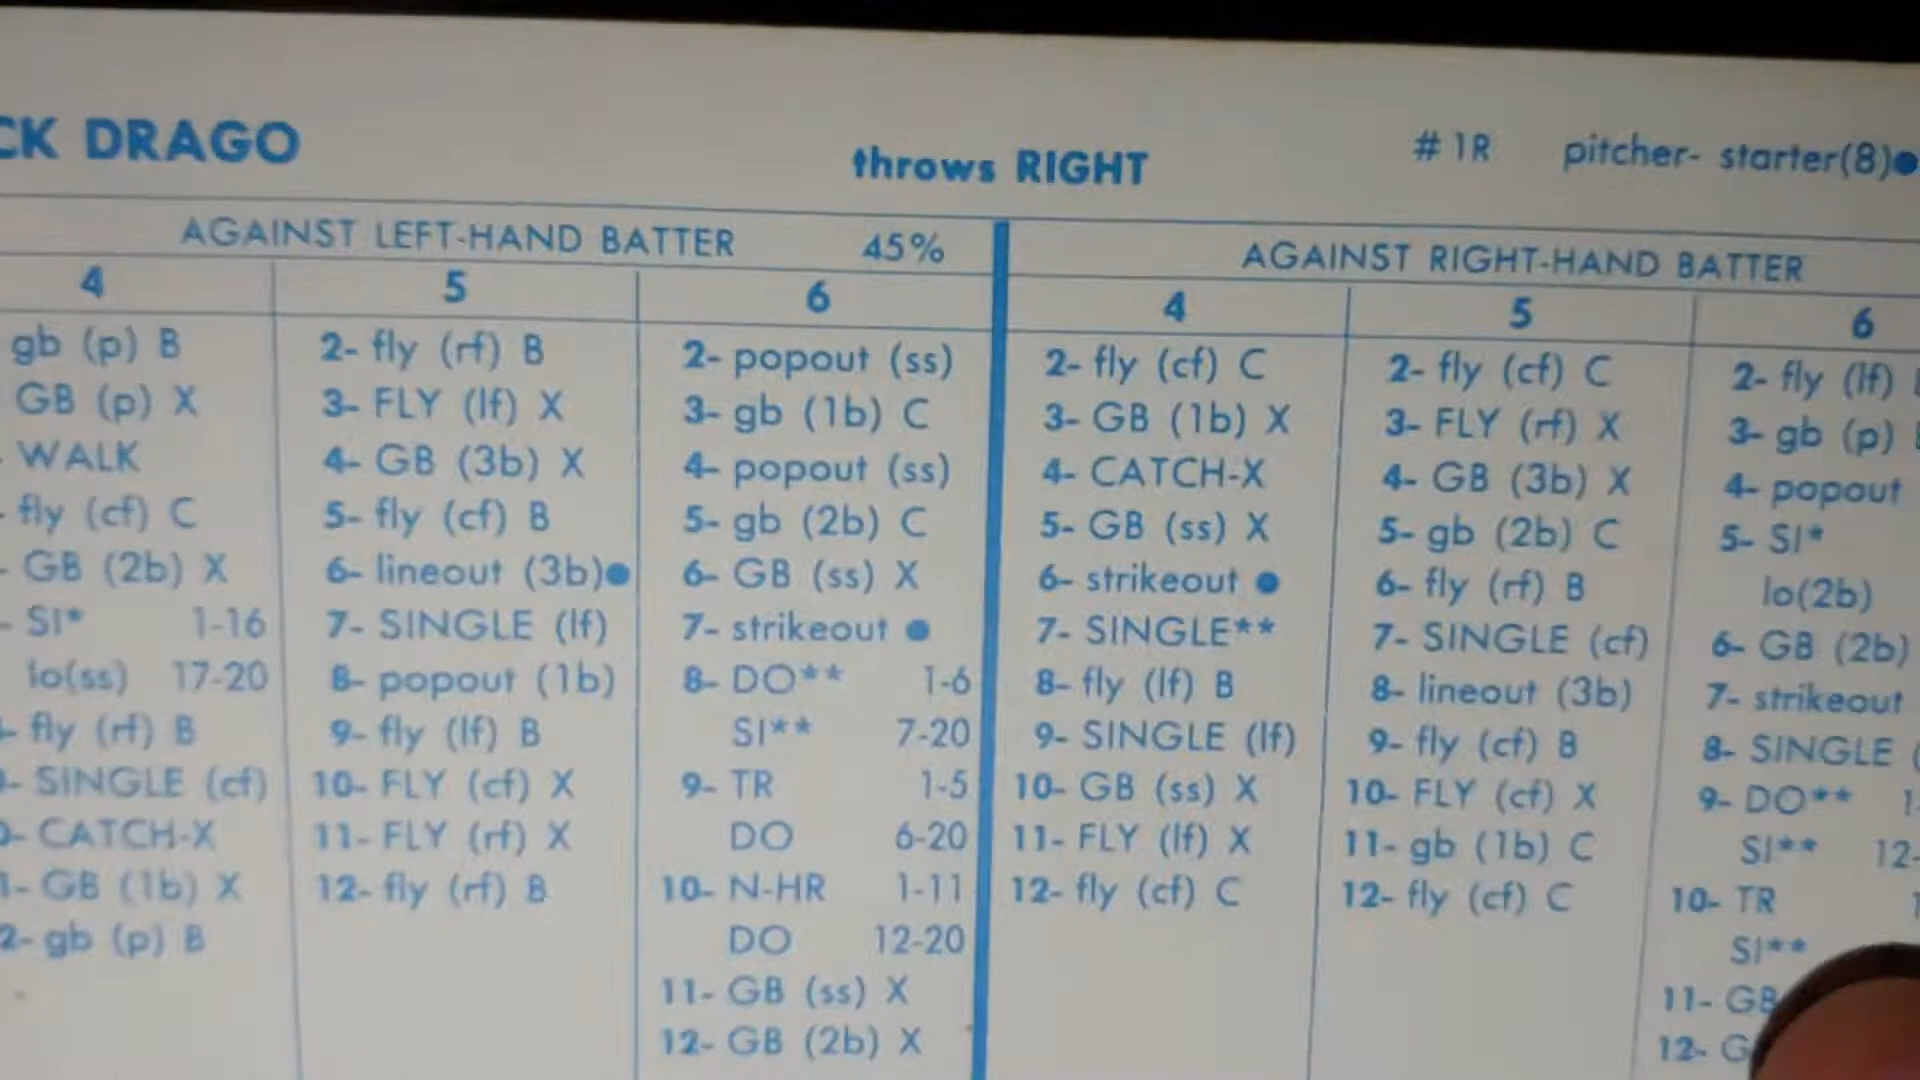 CK DRAGO
throws RIGHT
#1R pitcher- starter(8)●
AGAINST LEFT-HAND BATTER 45%
4
gb (p) B
GB (p) X
- WALK
- fly (cf) C
- GB (2b) X
- SI* 1-16
lo(ss) 17-20
- fly (rf) B
- SINGLE (cf)
0- CATCH-X
1- GB (1b) X
2- gb (p) B
5
2- fly (rf) B
3- FLY (lf) X
4- GB (3b) X
5- fly (cf) B
6- lineout (3b)●
7- SINGLE (lf)
8- popout (1b)
9- fly (lf) B
10- FLY (cf) X
11- FLY (rf) X
12- fly (rf) B
6
2- popout (ss)
3- gb (1b) C
4- popout (ss)
5- gb (2b) C
6- GB (ss) X
7- strikeout ●
8- DO** 1-6
SI** 7-20
9- TR 1-5
DO 6-20
10- N-HR 1-11
DO 12-20
11- GB (ss) X
12- GB (2b) X
AGAINST RIGHT-HAND BATTER
4
2- fly (cf) C
3- GB (1b) X
4- CATCH-X
5- GB (ss) X
6- strikeout ●
7- SINGLE**
8- fly (lf) B
9- SINGLE (lf)
10- GB (ss) X
11- FLY (lf) X
12- fly (cf) C
5
2- fly (cf) C
3- FLY (rf) X
4- GB (3b) X
5- gb (2b) C
6- fly (rf) B
7- SINGLE (cf)
8- lineout (3b)
9- fly (cf) B
10- FLY (cf) X
11- gb (1b) C
12- fly (cf) C
6
2- fly (lf)
3- gb (p)
4- popout
5- SI*
lo(2b)
6- GB (2b)
7- strikeout
8- SINGLE (
9- DO** 1-
SI** 12-
10- TR 1
SI**
11- GB
12- G